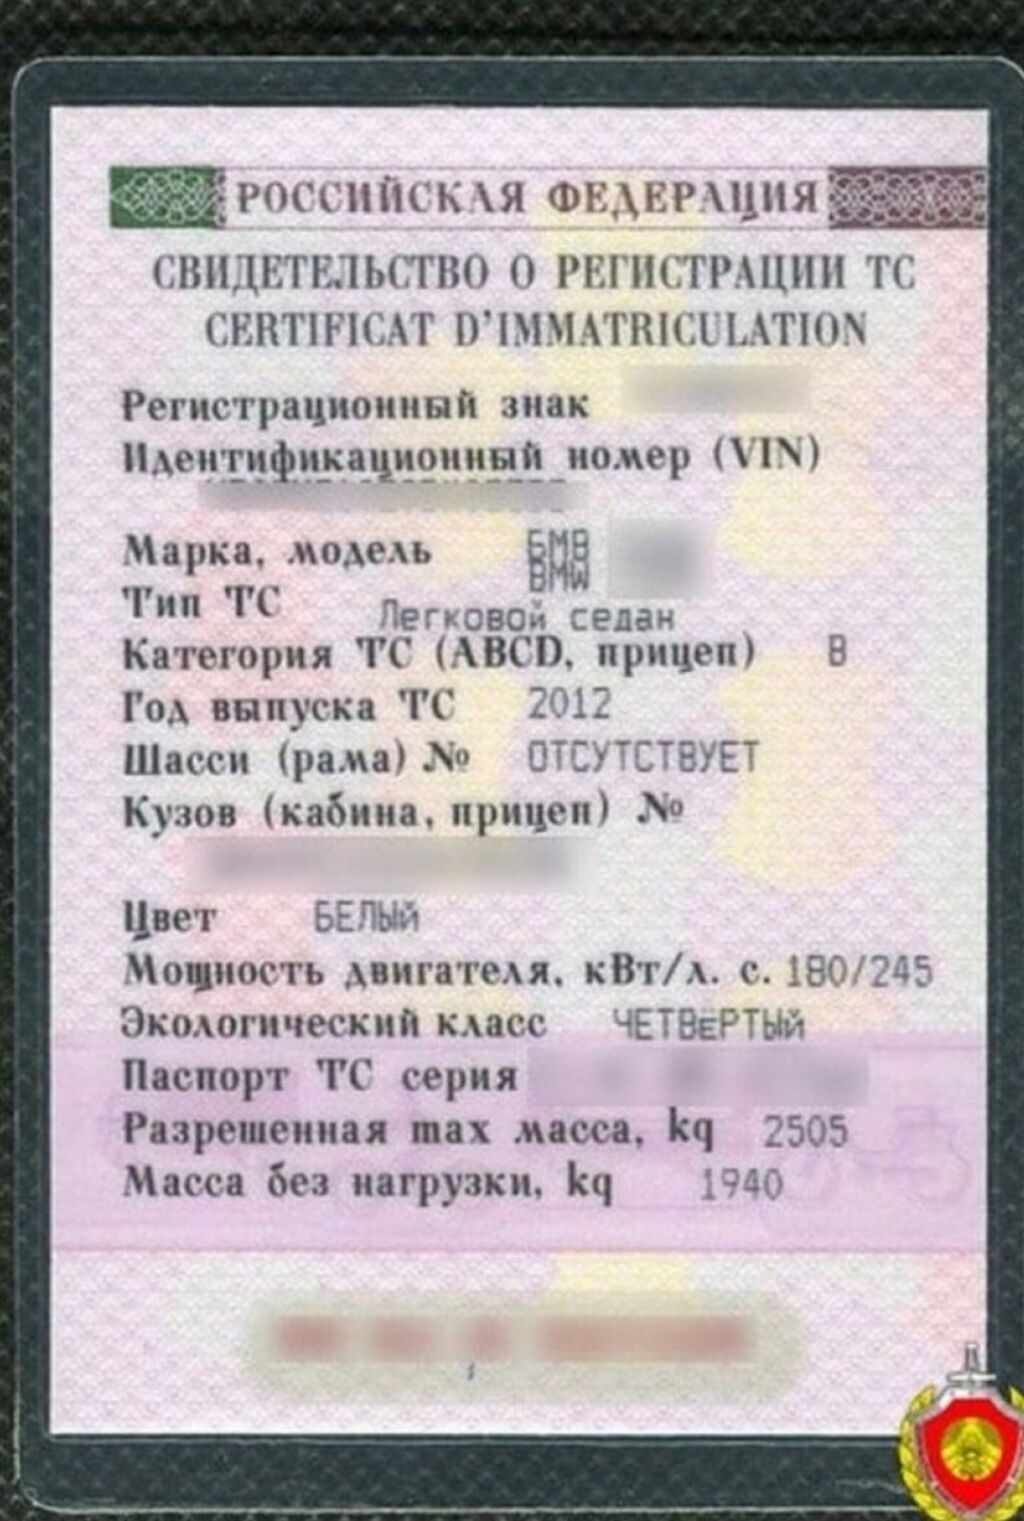 РОССИЙСКАЯ ФЕДЕРАЦИЯ
СВИДЕТЕЛЬСТВО О РЕГИСТРАЦИИ ТС
CERTIFICAT D'IMMATRICULATION
Регистрационный знак
Идентификационный номер (VIN)
Марка, модель БМВ
BMW
Тип ТС Легковой седан
Категория ТС (ABCD, прицеп) B
Год выпуска ТС 2012
Шасси (рама) № ОТСУТСТВУЕТ
Кузов (кабина, прицеп) №
Цвет БЕЛЫЙ
Мощность двигателя, кВт/л. с. 180/245
Экологический класс ЧЕТВЁРТЫЙ
Паспорт ТС серия
Разрешенная max масса, kg 2505
Масса без нагрузки, kg 1940